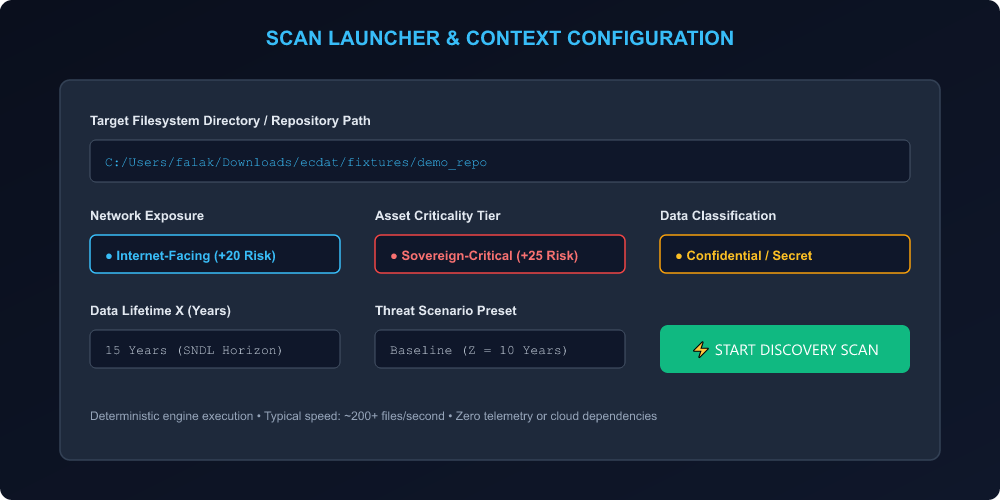 SCAN LAUNCHER & CONTEXT CONFIGURATION
Target Filesystem Directory / Repository Path
C:/Users/falak/Downloads/ecdat/fixtures/demo_repo
Network Exposure
Asset Criticality Tier
Data Classification
● Internet-Facing (+20 Risk)
● Sovereign-Critical (+25 Risk)
● Confidential / Secret
Data Lifetime X (Years)
Threat Scenario Preset
15 Years (SNDL Horizon)
Baseline (Z = 10 Years)
⚡ START DISCOVERY SCAN
Deterministic engine execution • Typical speed: ~200+ files/second • Zero telemetry or cloud dependencies